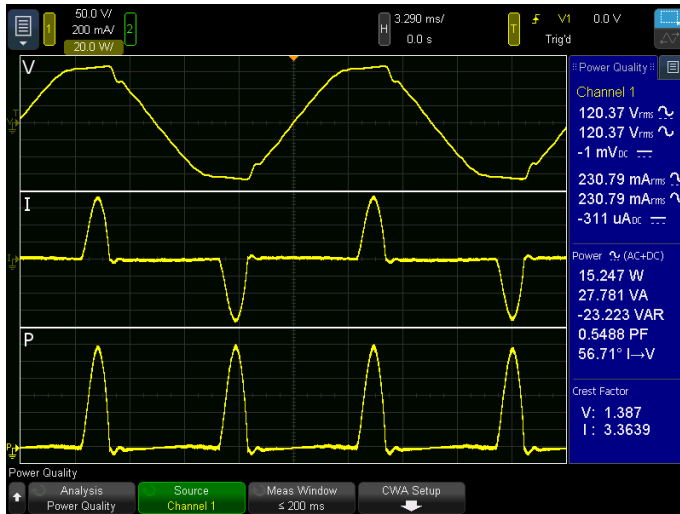 50.0 V/
1 200 mA/ 2
20.0 W/
H 3.290 ms/
0.0 s
T V1 0.0 V
Trig'd
V
I
P
Power Quality
Channel 1
120.37 Vrms
120.37 Vrms
-1 mVDC
230.79 mArms
230.79 mArms
-311 uADC
Power (AC+DC)
15.247 W
27.781 VA
-23.223 VAR
0.5488 PF
56.71° I→V
Crest Factor
V: 1.387
I: 3.3639
Power Quality
Analysis
Power Quality
Source
Channel 1
Meas Window
≤ 200 ms
CWA Setup